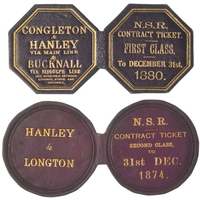 CONGLETON
&
HANLEY
VIA MAIN LINE
&
BUCKNALL
VIA BIDDULPH LINE
N.S.R.
CONTRACT TICKET
FIRST CLASS.
TO DECEMBER 31st.
1880.
HANLEY
&
LONGTON
N.S.R.
CONTRACT TICKET
SECOND CLASS,
TO
31st DEC.
1874.